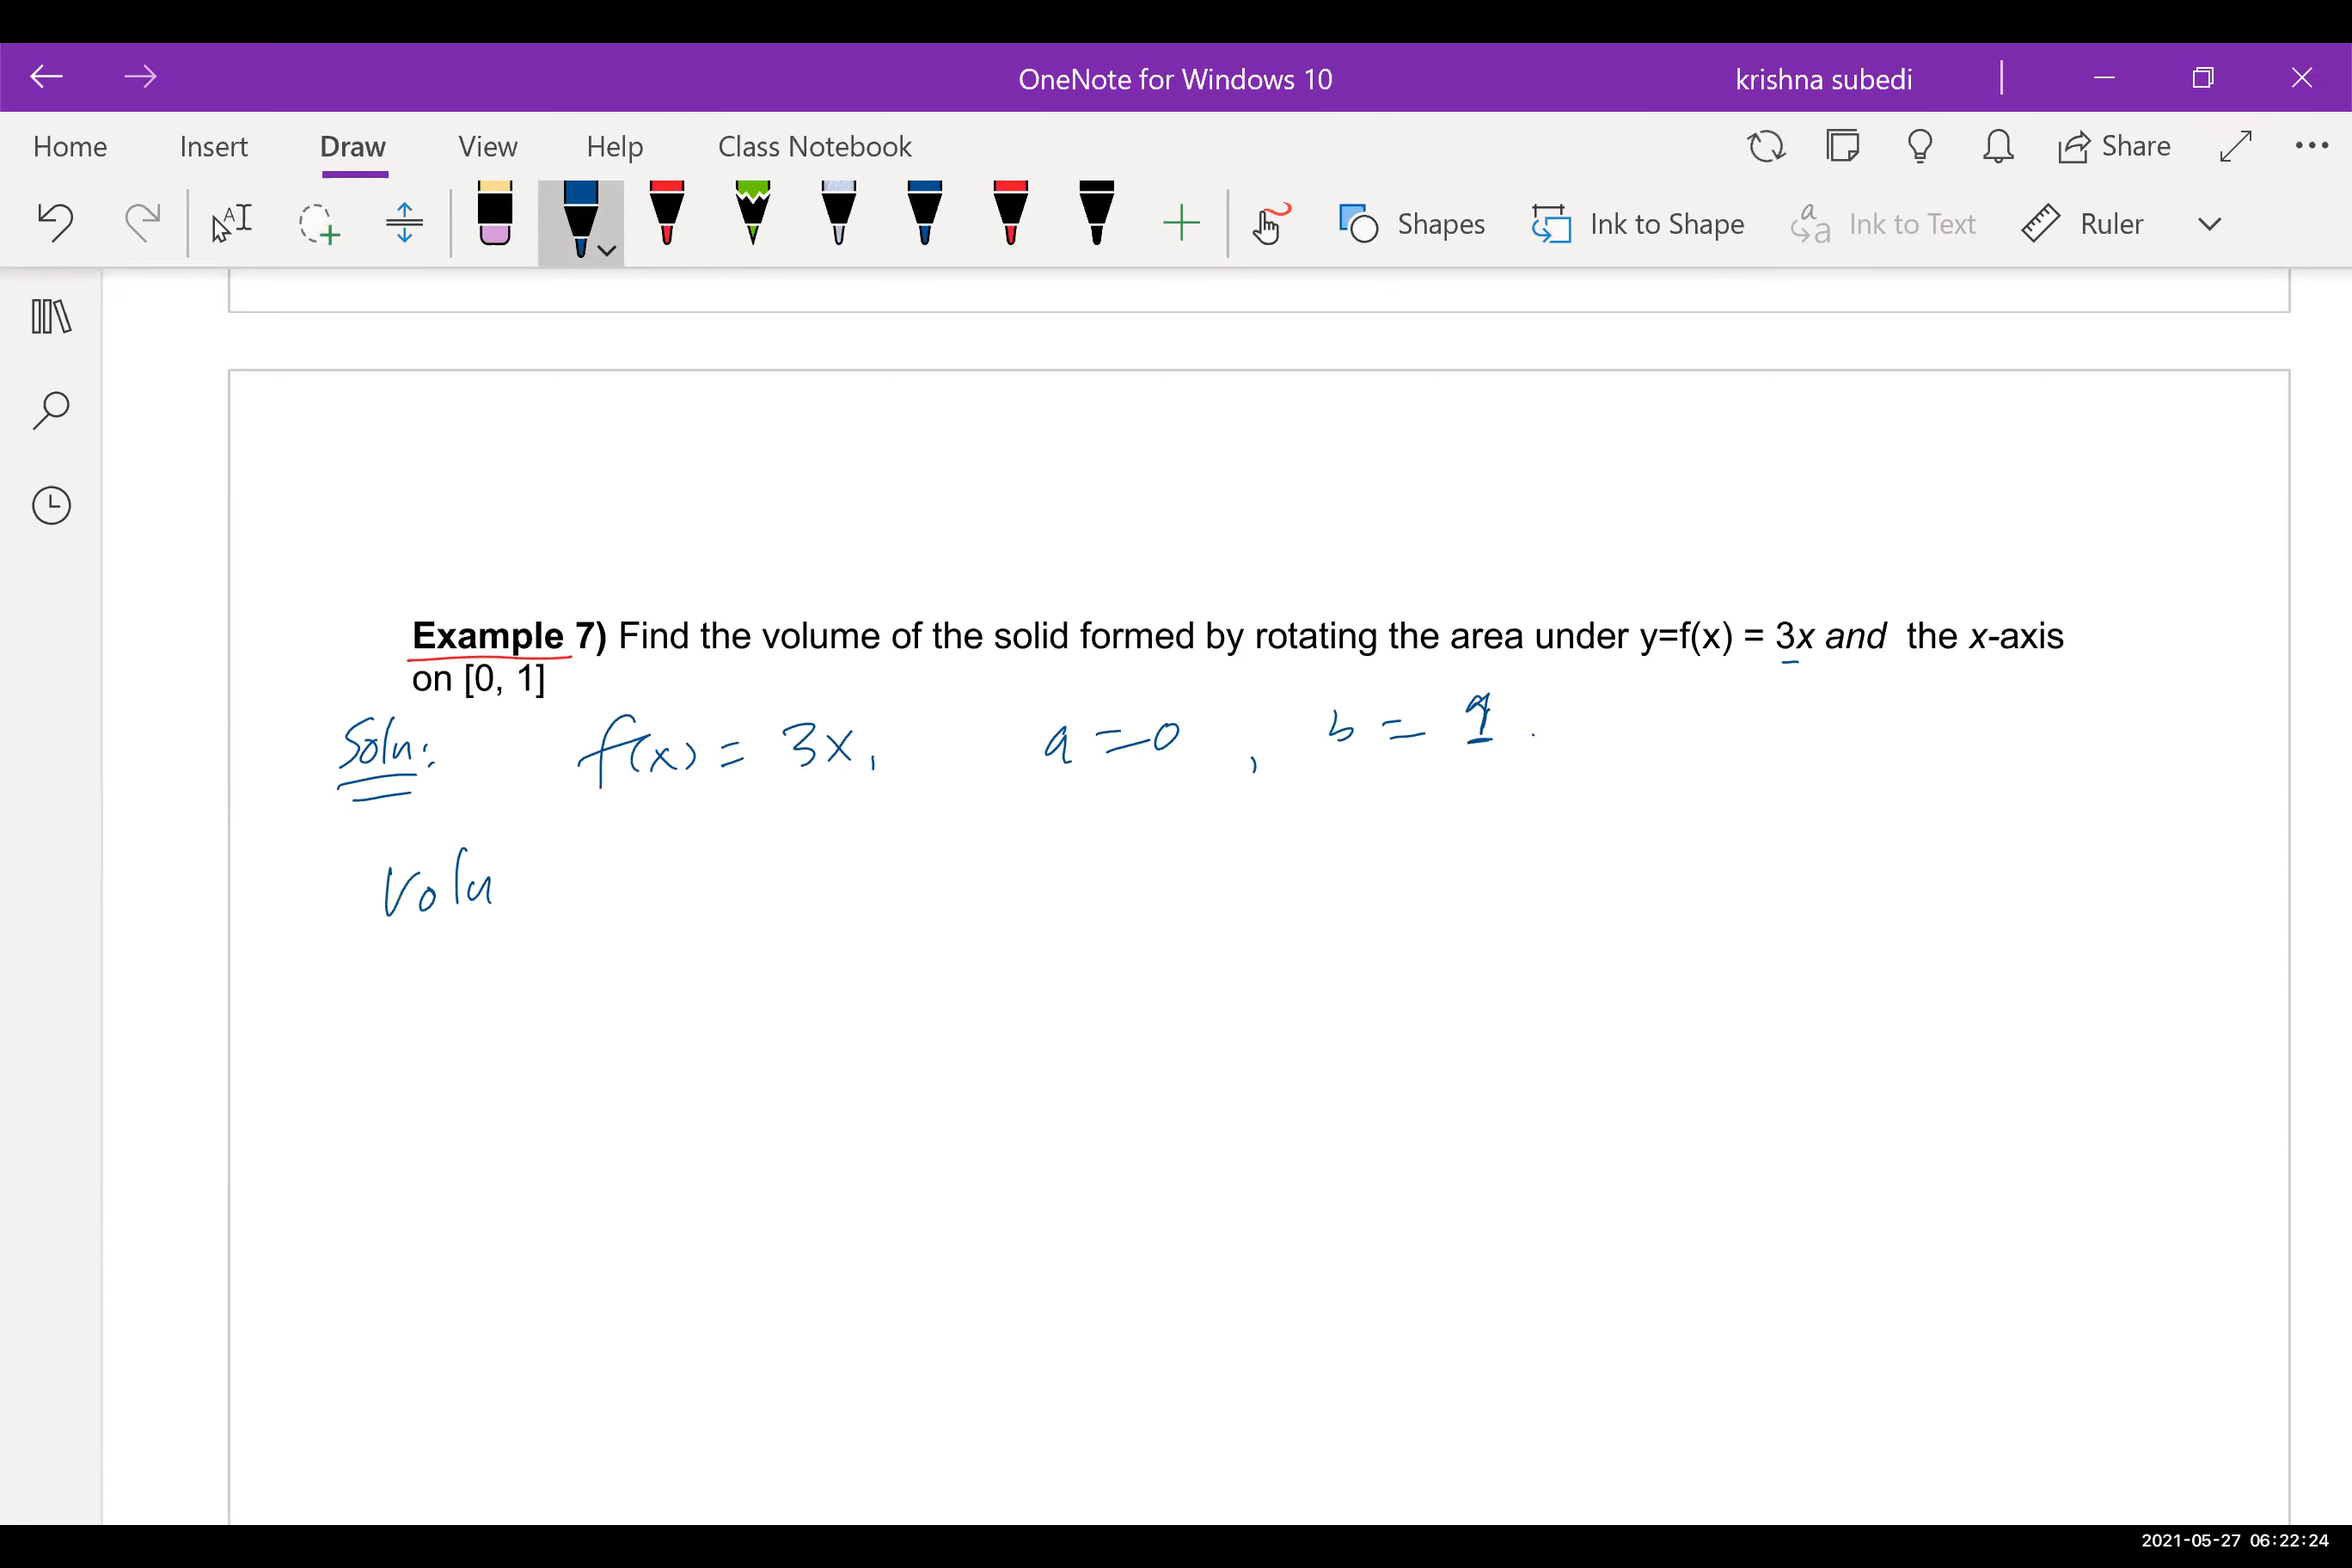 OneNote for Windows 10
krishna subedi
Home Insert Draw View Help Class Notebook Share
Shapes Ink to Shape Ink to Text Ruler
Example 7) Find the volume of the solid formed by rotating the area under y=f(x) = 3x and the x-axis
on [0, 1]
Soln: f(x) = 3x, a=0 , b = 1.
Volu
2021-05-27 06:22:24